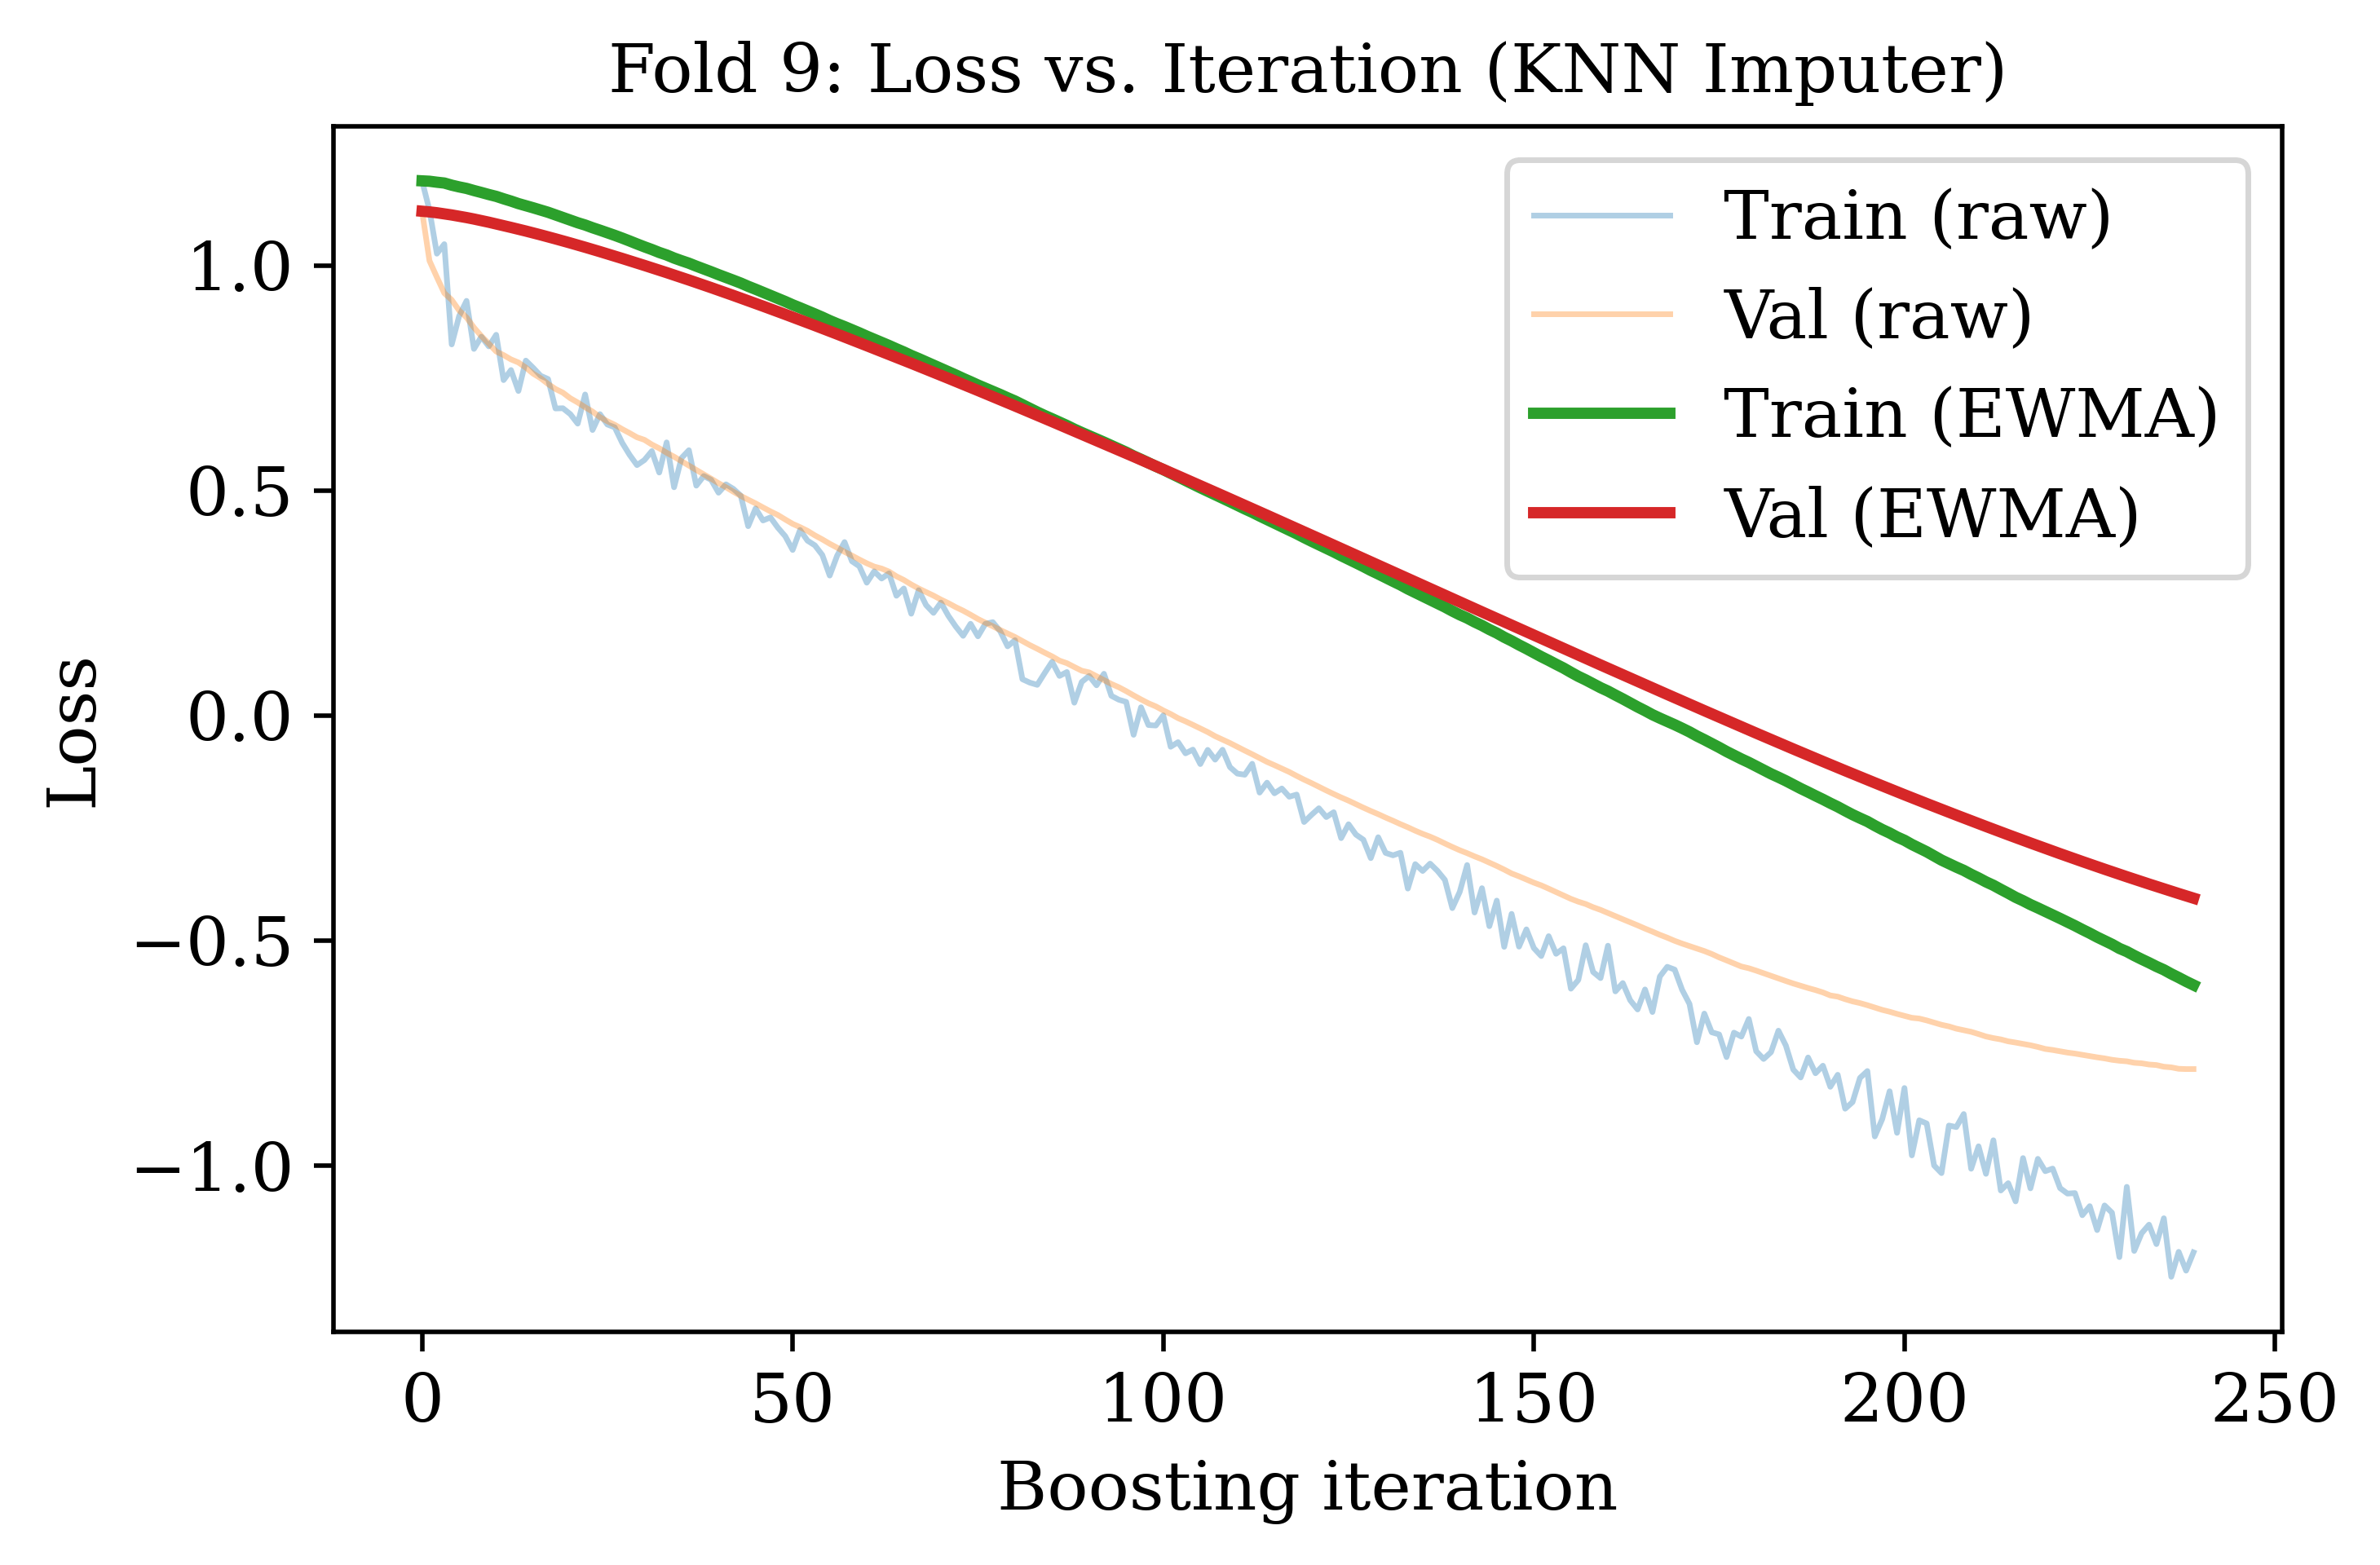 Fold 9: Loss vs. Iteration (KNN Imputer)
Train (raw)
Val (raw)
Train (EWMA)
Val (EWMA)
1.0
0.5
0.0
−0.5
−1.0
Loss
0 50 100 150 200 250
Boosting iteration